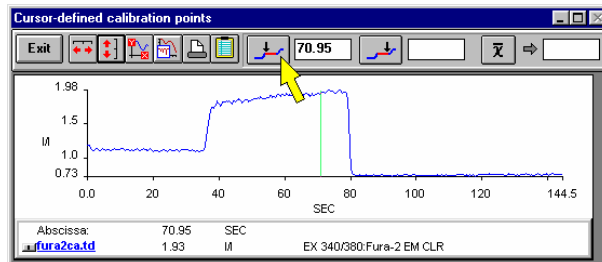 Cursor-defined calibration points
Exit 70.95 x
1.98
1.5
I/I
1.0
0.73
0.0 20 40 60 80 100 120 144.5
SEC
Abscissa: 70.95 SEC
fura2ca.td 1.93 I/I EX 340/380:Fura-2 EM CLR